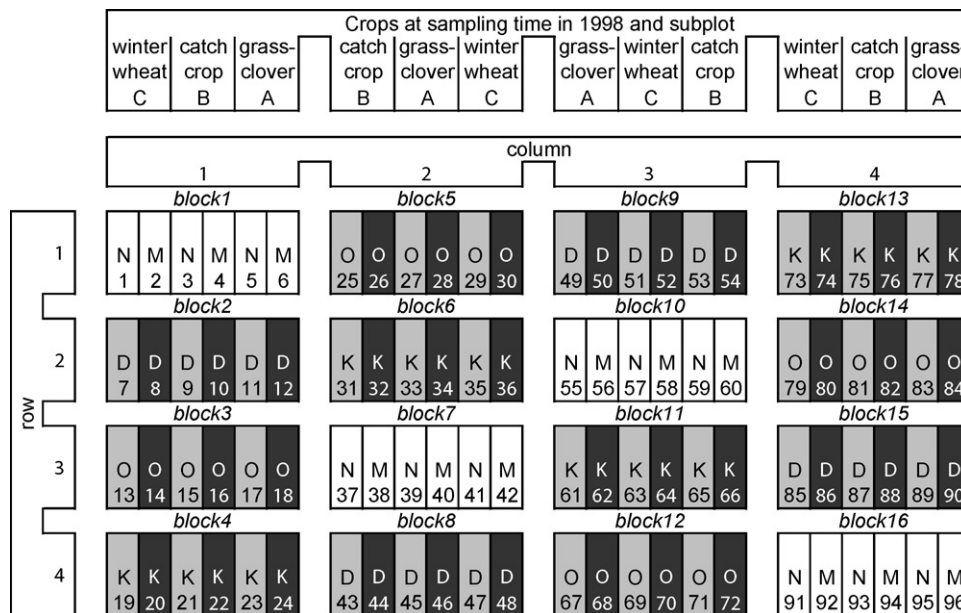 Crops at sampling time in 1998 and subplot
winter wheat C catch crop B grass-clover A catch crop B grass-clover A winter wheat C grass-clover A winter wheat C catch crop B winter wheat C catch crop B grass-clover A
column
1 2 3 4
block1 block5 block9 block13
row
1
N M N M N M O O O O O O D D D D D D K K K K K K
1 2 3 4 5 6 25 26 27 28 29 30 49 50 51 52 53 54 73 74 75 76 77 78
block2 block6 block10 block14
2
D D D D D D K K K K K K N M N M N M O O O O O O
7 8 9 10 11 12 31 32 33 34 35 36 55 56 57 58 59 60 79 80 81 82 83 84
block3 block7 block11 block15
3
O O O O O O N M N M N M K K K K K K D D D D D D
13 14 15 16 17 18 37 38 39 40 41 42 61 62 63 64 65 66 85 86 87 88 89 90
block4 block8 block12 block16
4
K K K K K K D D D D D D O O O O O O N M N M N M
19 20 21 22 23 24 43 44 45 46 47 48 67 68 69 70 71 72 91 92 93 94 95 96